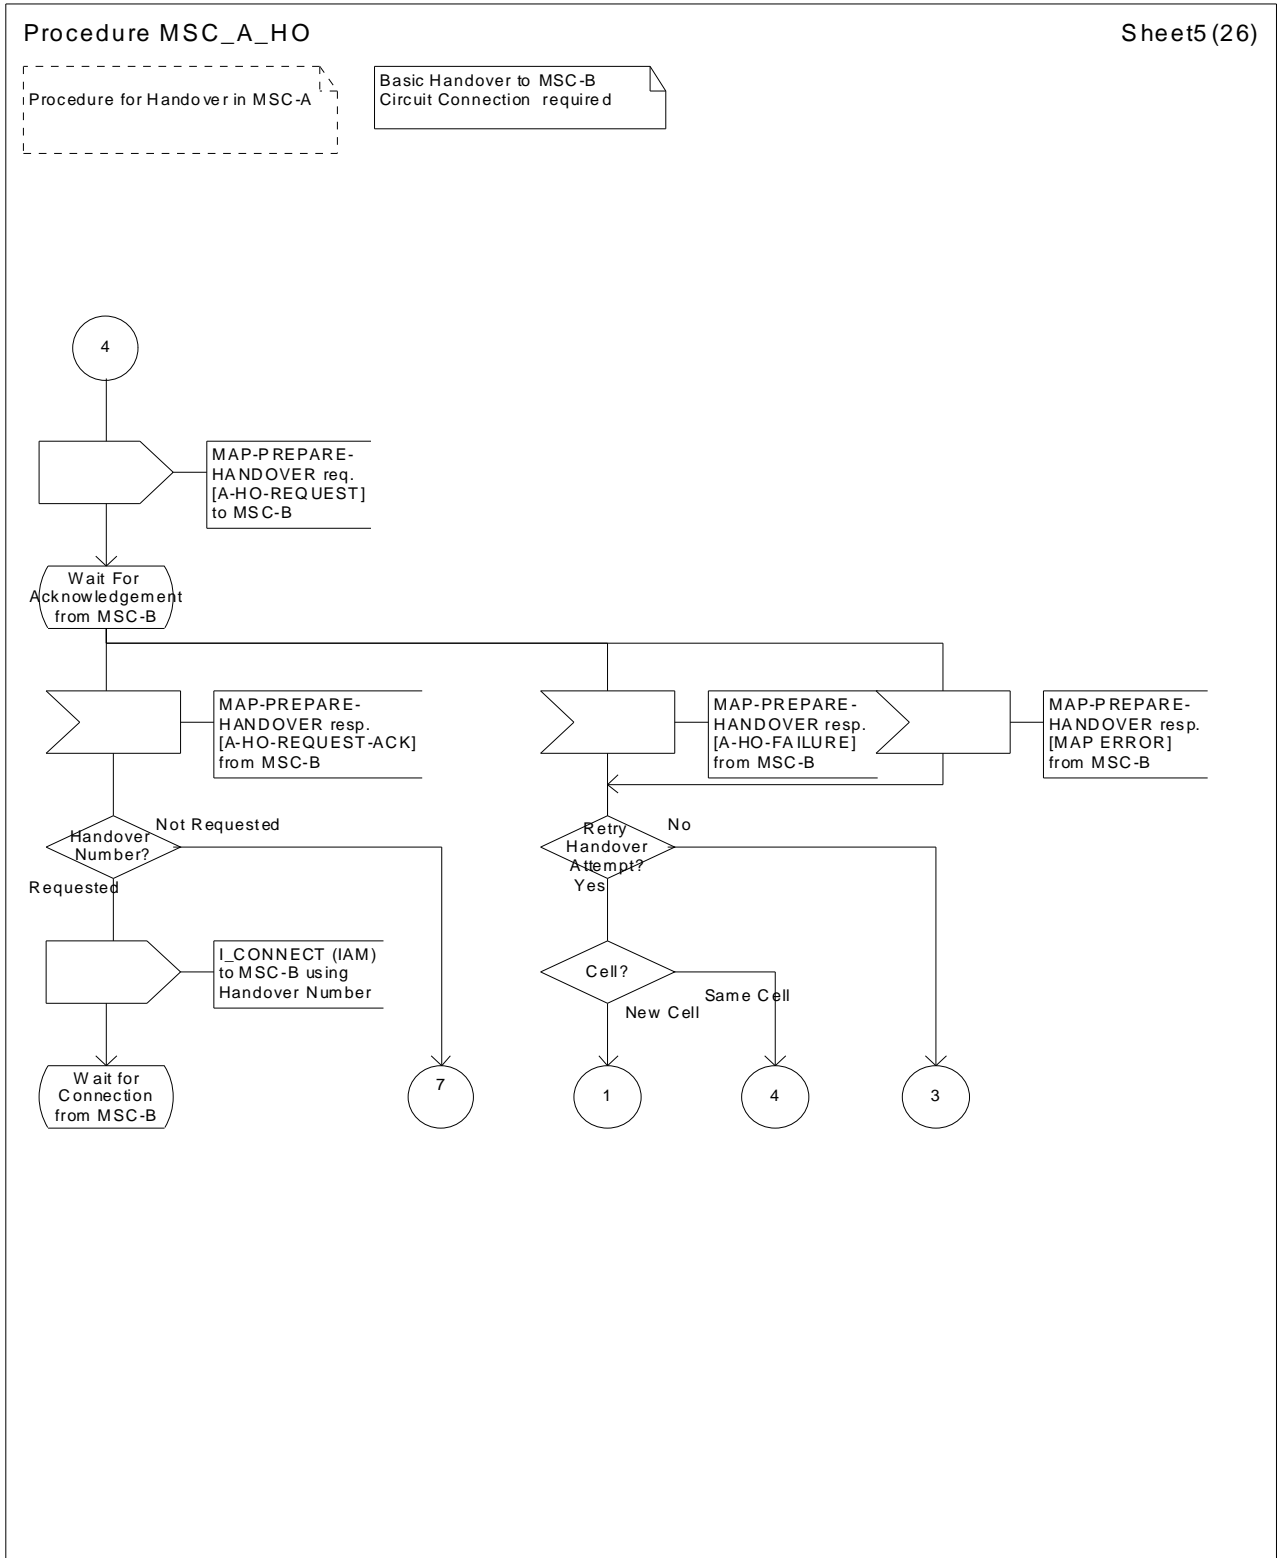 Procedure MSC_A_HO
Sheet5 (26)
Procedure for Handover in MSC-A
Basic Handover to MSC-B
Circuit Connection required
4
MAP-PREPARE-
HANDOVER req.
[A-HO-REQUEST]
to MSC-B
Wait For
Acknowledgement
from MSC-B
MAP-PREPARE-
HANDOVER resp.
[A-HO-REQUEST-ACK]
from MSC-B
MAP-PREPARE-
HANDOVER resp.
[A-HO-FAILURE]
from MSC-B
MAP-PREPARE-
HANDOVER resp.
[MAP ERROR]
from MSC-B
Handover
Number?
Not Requested
Requested
Retry
Handover
Attempt?
No
Yes
I_CONNECT (IAM)
to MSC-B using
Handover Number
Cell?
Same Cell
New Cell
Wait for
Connection
from MSC-B
7
1
4
3